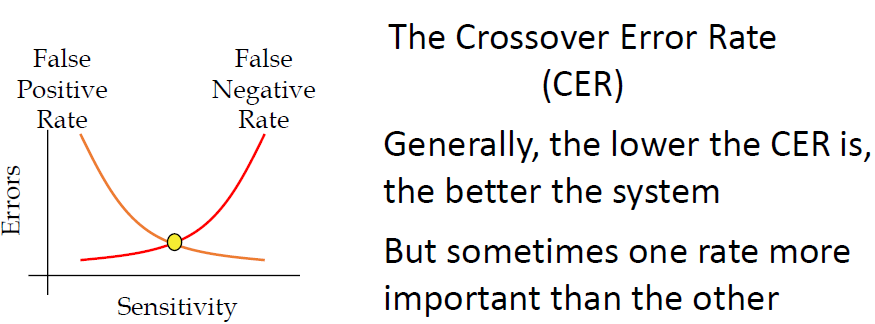 False
Positive
Rate
False
Negative
Rate
Errors
Sensitivity
The Crossover Error Rate
(CER)
Generally, the lower the CER is,
the better the system
But sometimes one rate more
important than the other